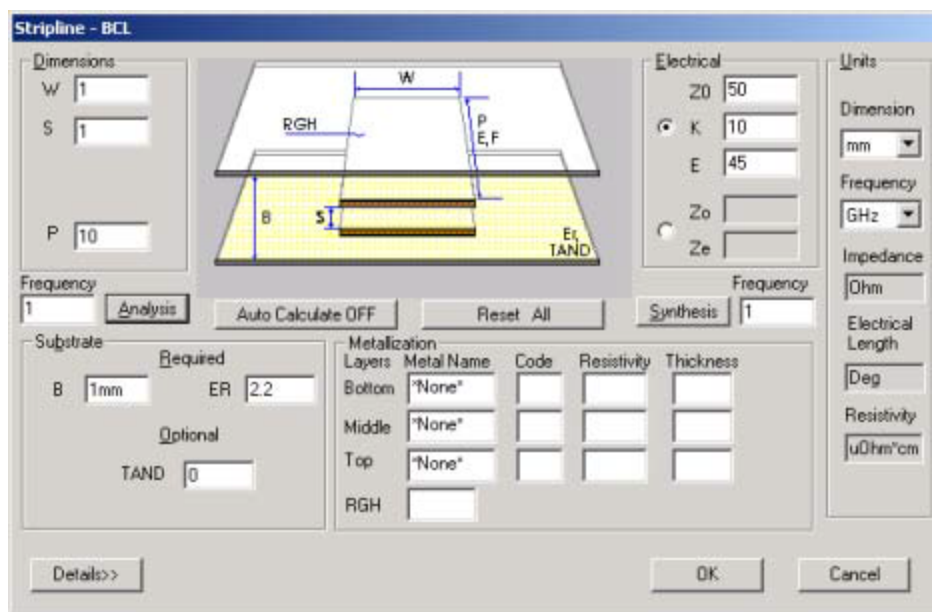 Stripline - BCL
Dimensions
W 1
S 1
P 10
W
RGH
P
E, F
B
S
Er,
TAND
Electrical
Z0 50
K 10
E 45
Zo
Ze
Units
Dimension
mm
Frequency
GHz
Impedance
Ohm
Electrical
Length
Deg
Resistivity
uOhm*cm
Frequency
1
Analysis
Auto Calculate OFF
Reset All
Frequency
Synthesis
1
Substrate
Required
B 1mm ER 2.2
Optional
TAND 0
Metallization
Layers Metal Name Code Resistivity Thickness
Bottom *None*
Middle *None*
Top *None*
RGH
Details>>
OK
Cancel